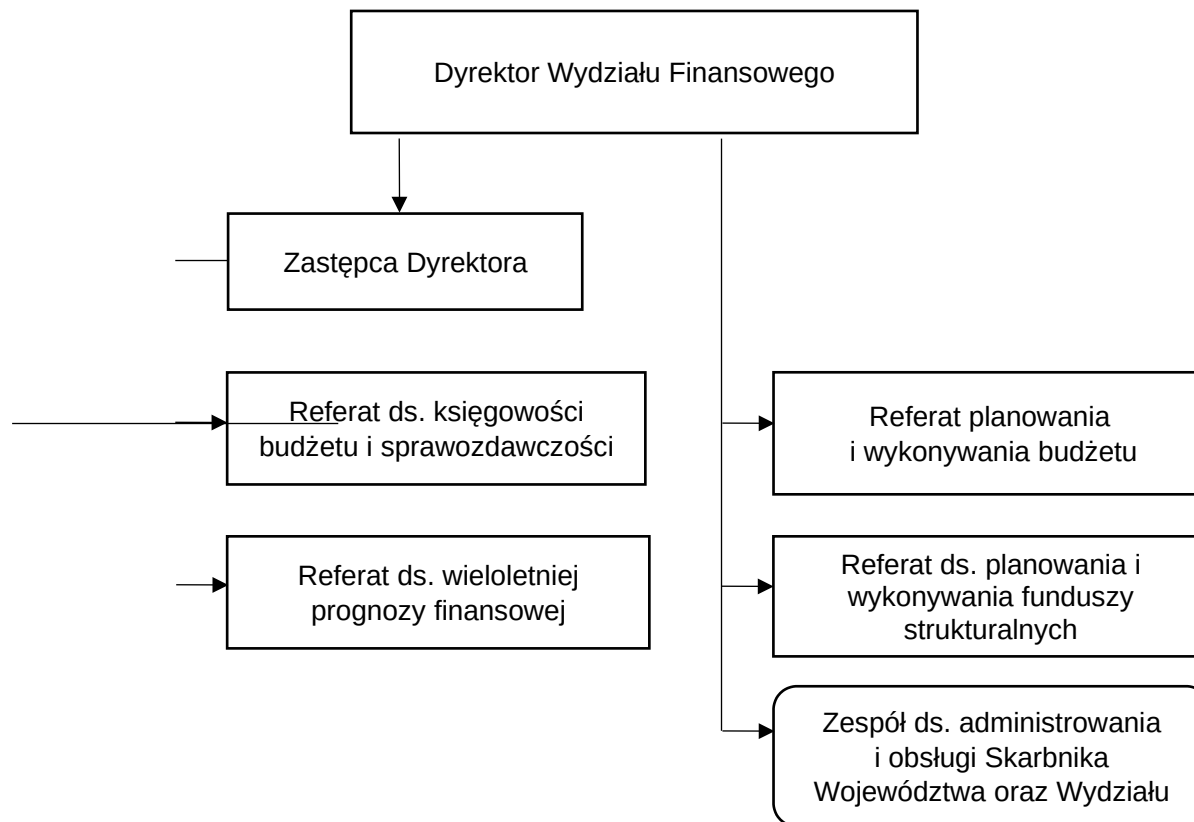 Dyrektor Wydziału Finansowego
Zastępca Dyrektora
Referat ds. księgowości
budżetu i sprawozdawczości
Referat planowania
i wykonywania budżetu
Referat ds. wieloletniej
prognozy finansowej
Referat ds. planowania i
wykonywania funduszy
strukturalnych
Zespół ds. administrowania
i obsługi Skarbnika
Województwa oraz Wydziału